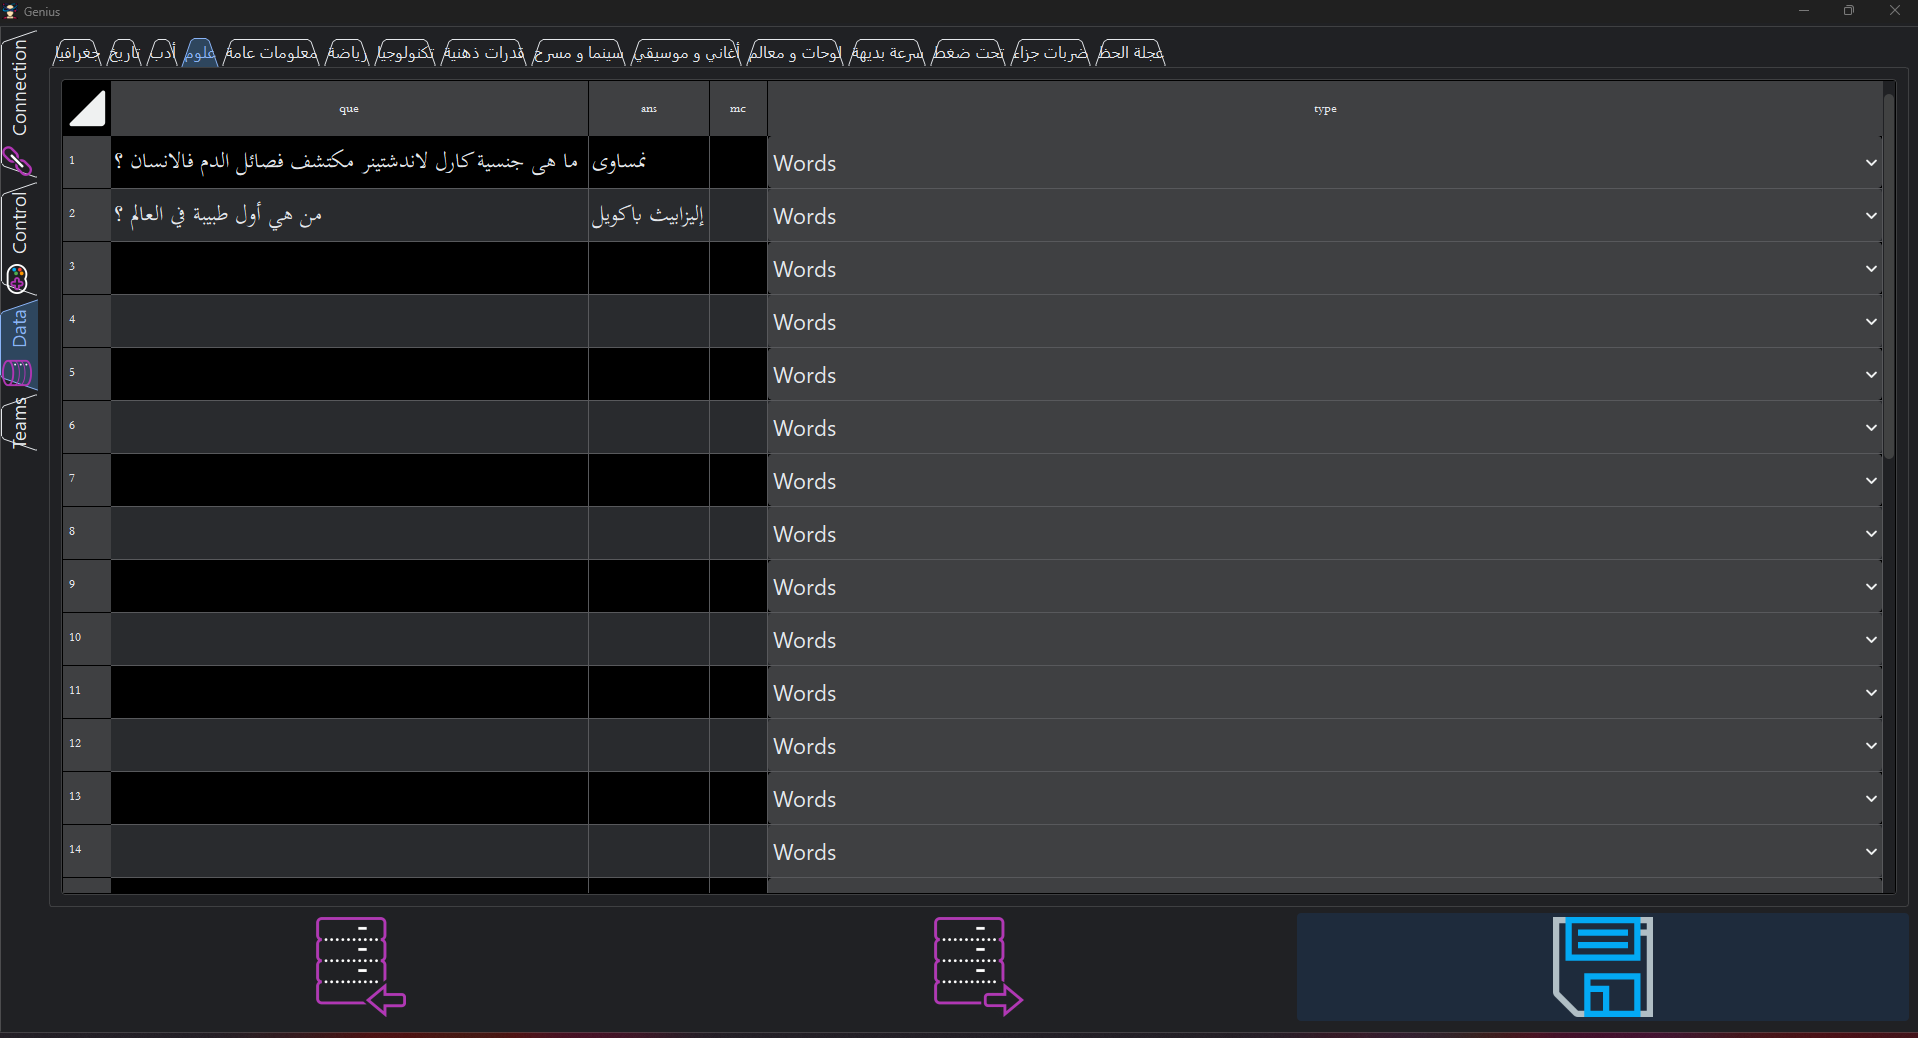 Genius
Connection
Control
Data
Teams
جغرافيا تاريخ أدب علوم معلومات عامة رياضة تكنولوجيا قدرات ذهنية سينما و مسرح أغاني و موسيقي لوحات و معالم سرعة بديهة تحت ضغط ضربات جزاء عجلة الحظ
que ans mc type
1 ما هى جنسية كارل لاندشتينر مكتشف فصائل الدم فالانسان ؟ نمساوى Words
2 من هي أول طبيبة في العالم ؟ إليزابيث باكويل Words
3 Words
4 Words
5 Words
6 Words
7 Words
8 Words
9 Words
10 Words
11 Words
12 Words
13 Words
14 Words